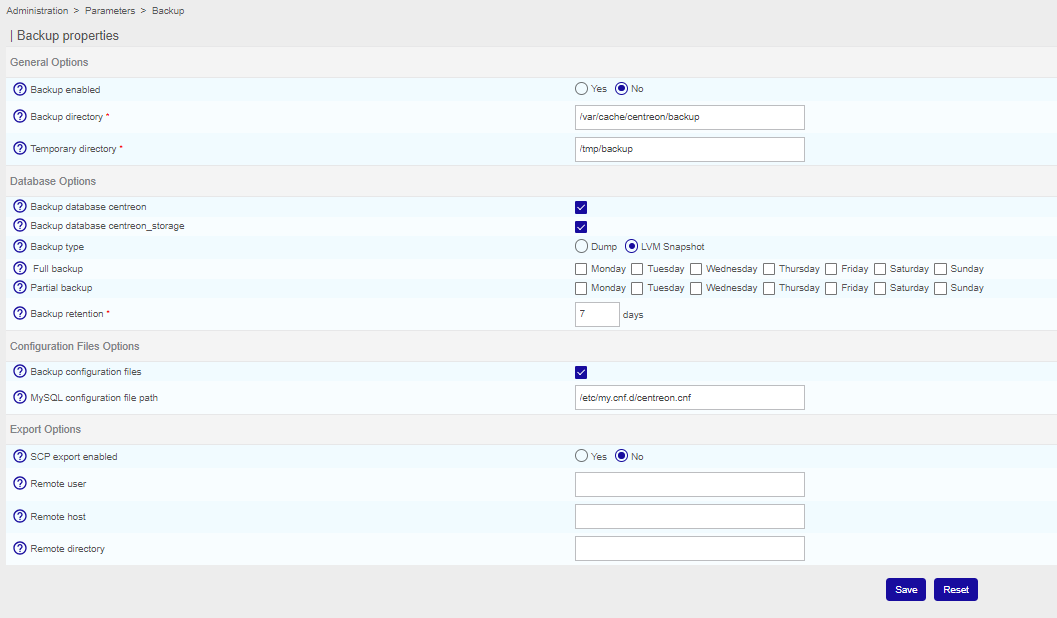 Administration > Parameters > Backup
| Backup properties
General Options
Backup enabled Yes No
Backup directory * /var/cache/centreon/backup
Temporary directory * /tmp/backup
Database Options
Backup database centreon
Backup database centreon_storage
Backup type Dump LVM Snapshot
Full backup Monday Tuesday Wednesday Thursday Friday Saturday Sunday
Partial backup Monday Tuesday Wednesday Thursday Friday Saturday Sunday
Backup retention * 7 days
Configuration Files Options
Backup configuration files
MySQL configuration file path /etc/my.cnf.d/centreon.cnf
Export Options
SCP export enabled Yes No
Remote user
Remote host
Remote directory
Save Reset